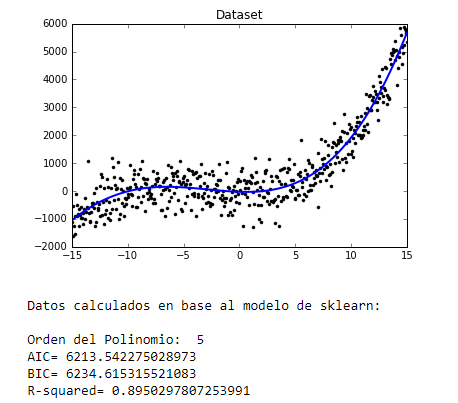 Dataset
6000
5000
4000
3000
2000
1000
0
−1000
−2000
−15 −10 −5 0 5 10 15
Datos calculados en base al modelo de sklearn:
Orden del Polinomio:  5
AIC= 6213.542275028973
BIC= 6234.615315521083
R-squared= 0.8950297807253991